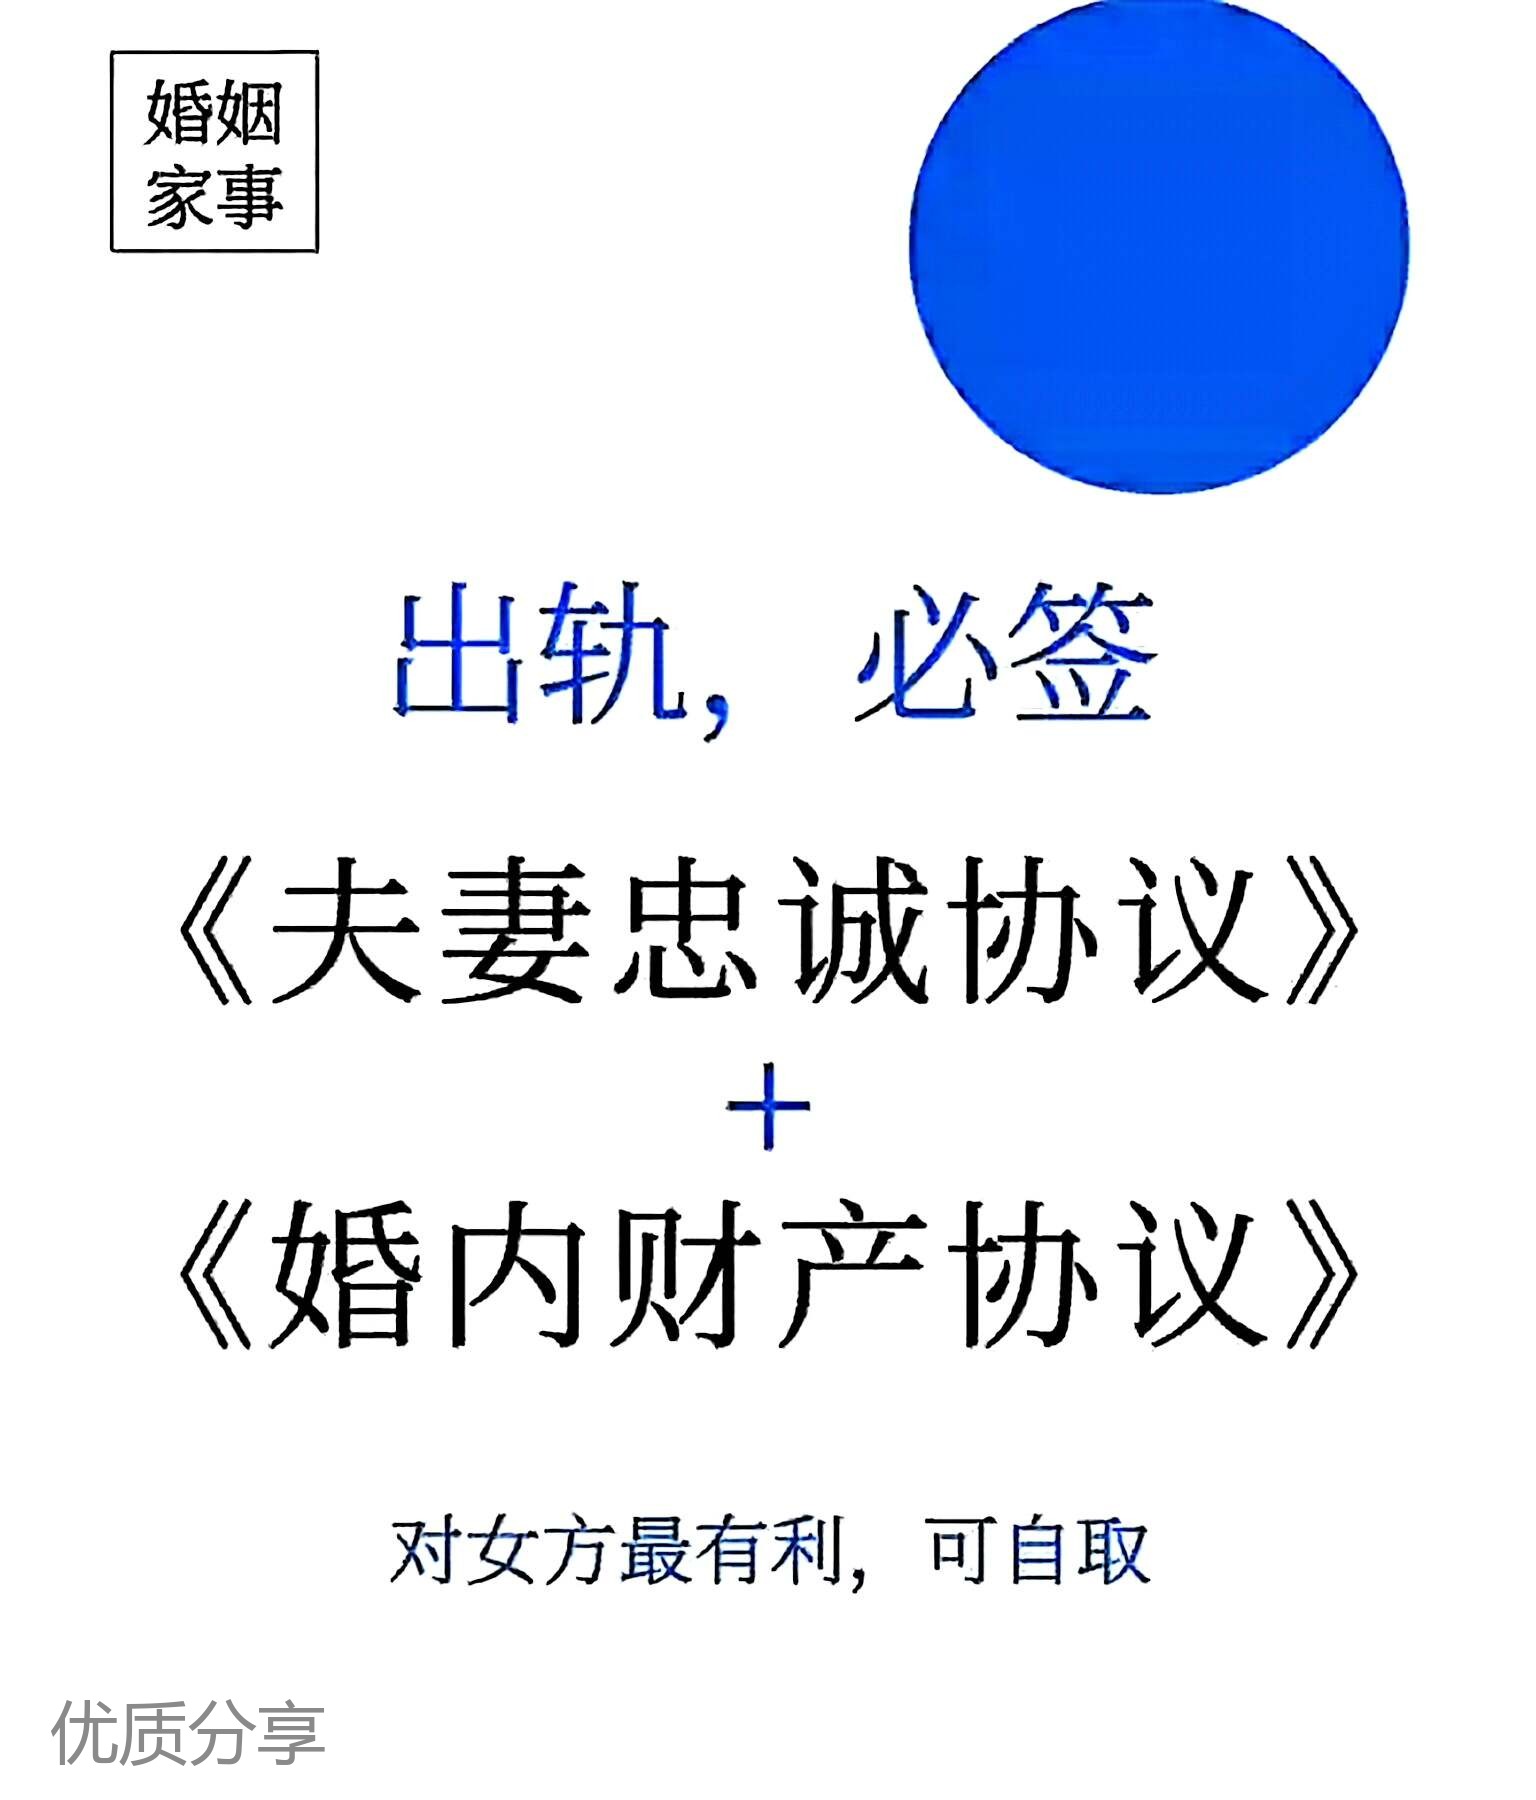 婚姻
家事
出轨，必签
《夫妻忠诚协议》
+
《婚内财产协议》
对女方最有利，可自取
优质分享